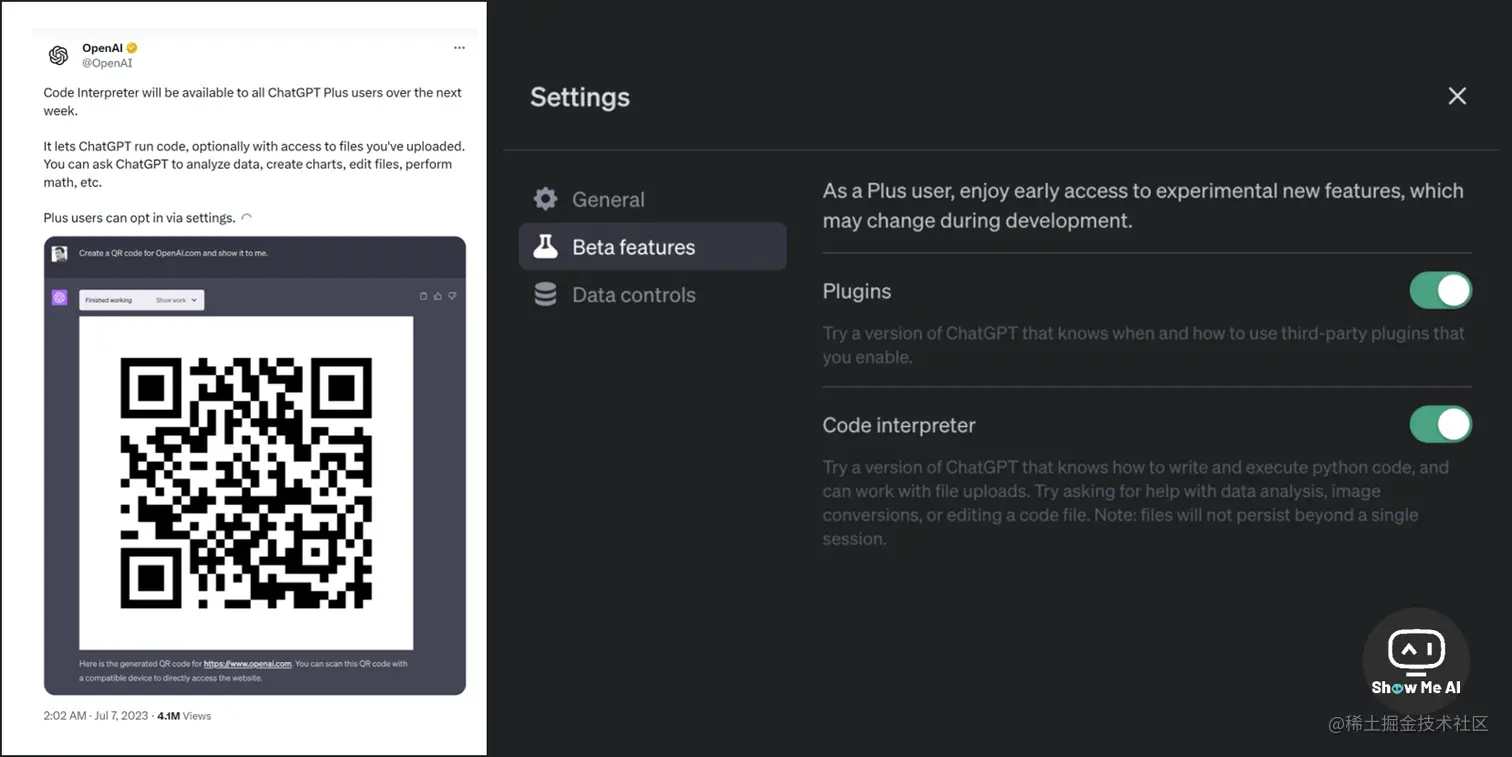 OpenAI
@OpenAI
Code Interpreter will be available to all ChatGPT Plus users over the next
week.
It lets ChatGPT run code, optionally with access to files you've uploaded.
You can ask ChatGPT to analyze data, create charts, edit files, perform
math, etc.
Plus users can opt in via settings.
Create a QR code for OpenAI.com and show it to me.
Finished working Show work
Here is the generated QR code for https://www.openai.com. You can scan this QR code with
a compatible device to directly access the website.
2:02 AM · Jul 7, 2023 · 4.1M Views
Settings
General
Beta features
Data controls
As a Plus user, enjoy early access to experimental new features, which
may change during development.
Plugins
Try a version of ChatGPT that knows when and how to use third-party plugins that
you enable.
Code interpreter
Try a version of ChatGPT that knows how to write and execute python code, and
can work with file uploads. Try asking for help with data analysis, image
conversions, or editing a code file. Note: files will not persist beyond a single
session.
Show Me AI
@稀土掘金技术社区